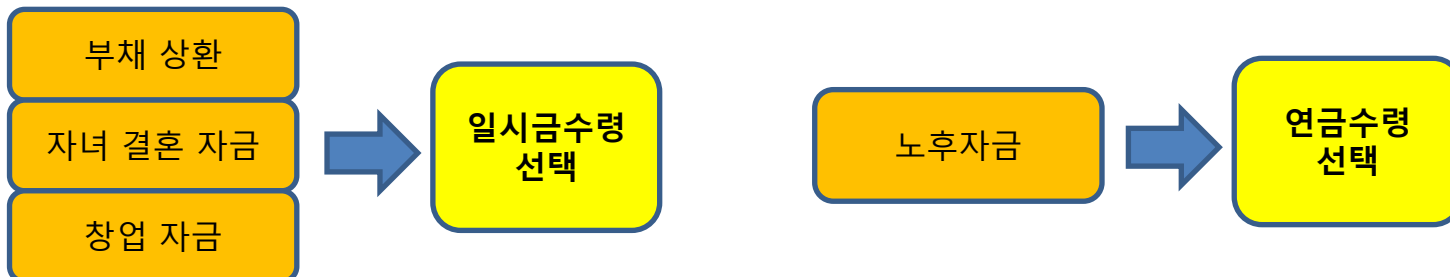 부채 상환
자녀 결혼 자금
창업 자금
일시금수령
선택
노후자금
연금수령
선택